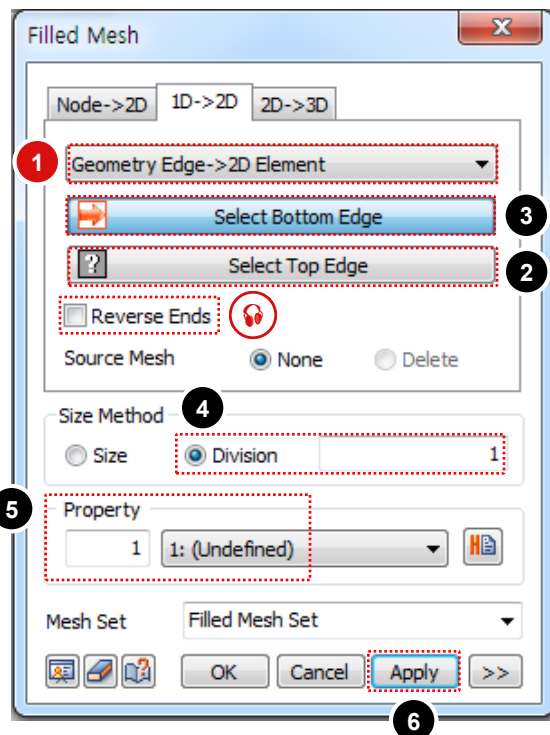 Filled Mesh
Node->2D 1D->2D 2D->3D
1 Geometry Edge->2D Element
Select Bottom Edge 3
? Select Top Edge 2
Reverse Ends
Source Mesh None Delete
Size Method 4
Size Division 1
5 Property
1 1: (Undefined) H
Mesh Set Filled Mesh Set
OK Cancel Apply >>
6